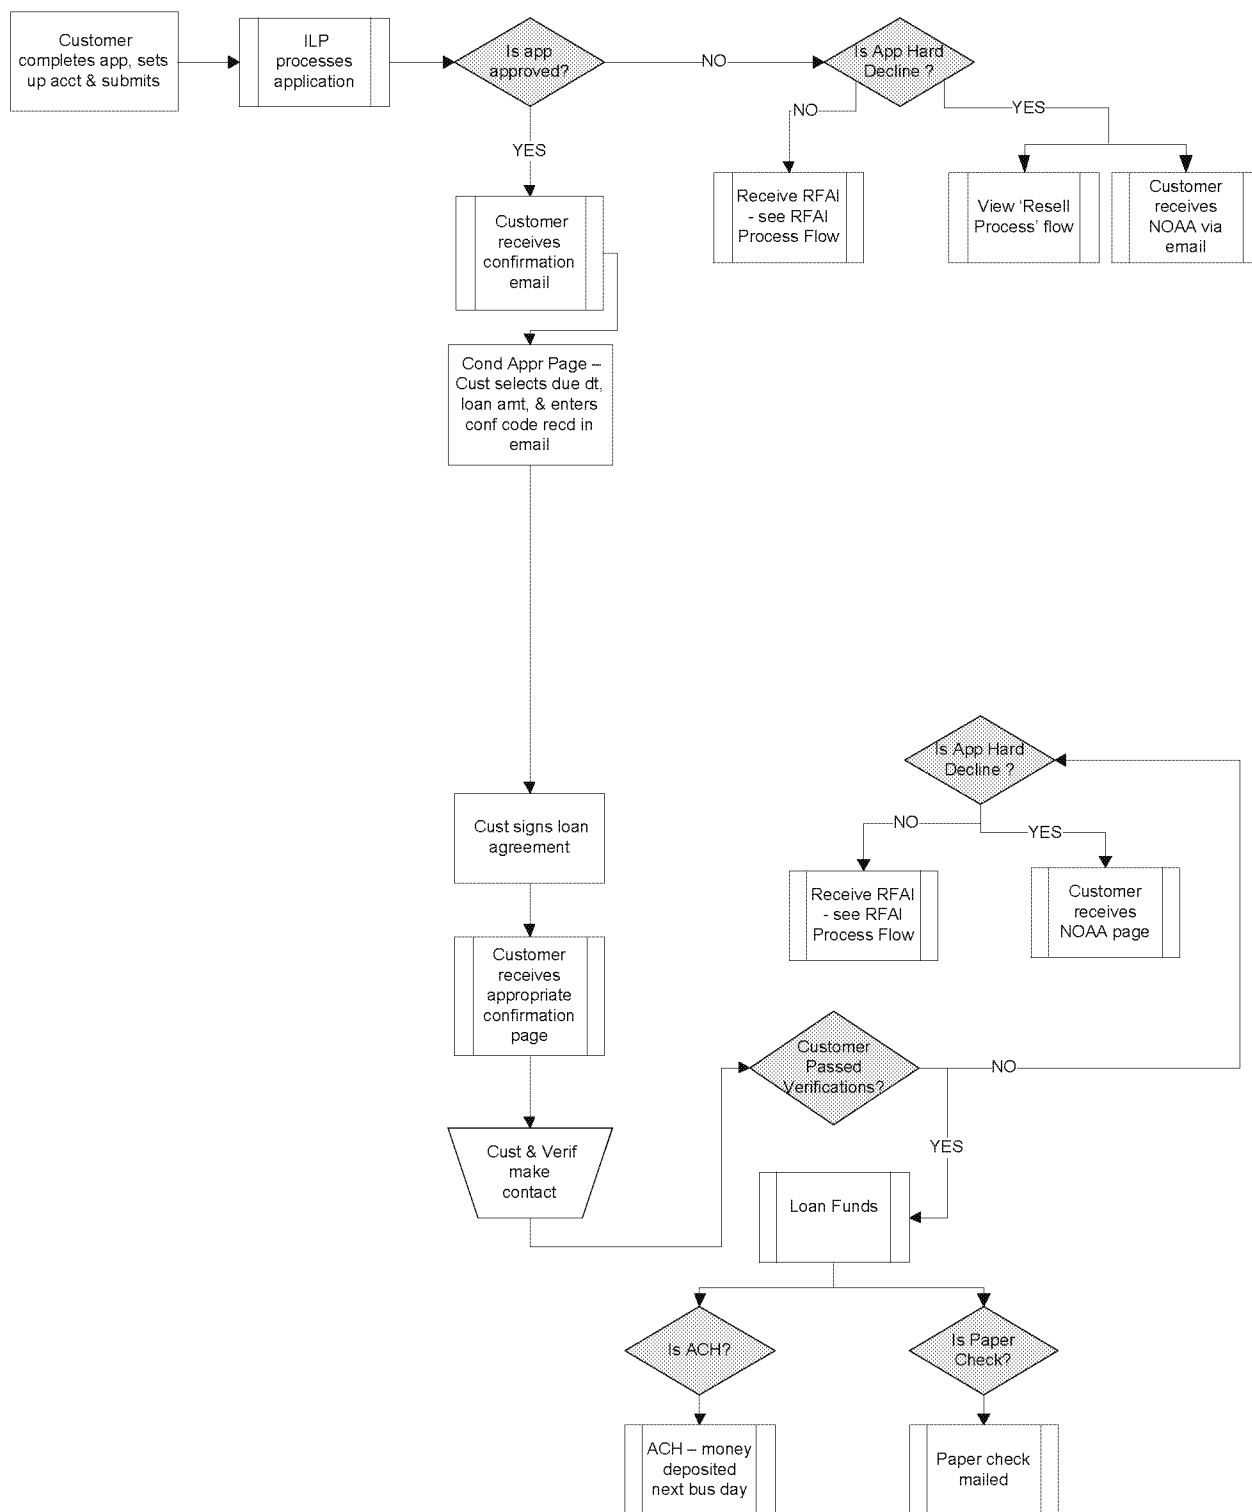 Customer
completes app, sets
up acct & submits
ILP
processes
application
Is app
approved?
NO
Is App Hard
Decline ?
NO
YES
YES
Receive RFAI
- see RFAI
Process Flow
View ‘Resell
Process’ flow
Customer
receives
NOAA via
email
Customer
receives
confirmation
email
Cond Appr Page –
Cust selects due dt,
loan amt, & enters
conf code recd in
email
Is App Hard
Decline ?
NO
YES
Cust signs loan
agreement
Receive RFAI
- see RFAI
Process Flow
Customer
receives
NOAA page
Customer
receives
appropriate
confirmation
page
Customer
Passed
Verifications?
NO
YES
Cust & Verif
make
contact
Loan Funds
Is ACH?
Is Paper
Check?
ACH – money
deposited
next bus day
Paper check
mailed